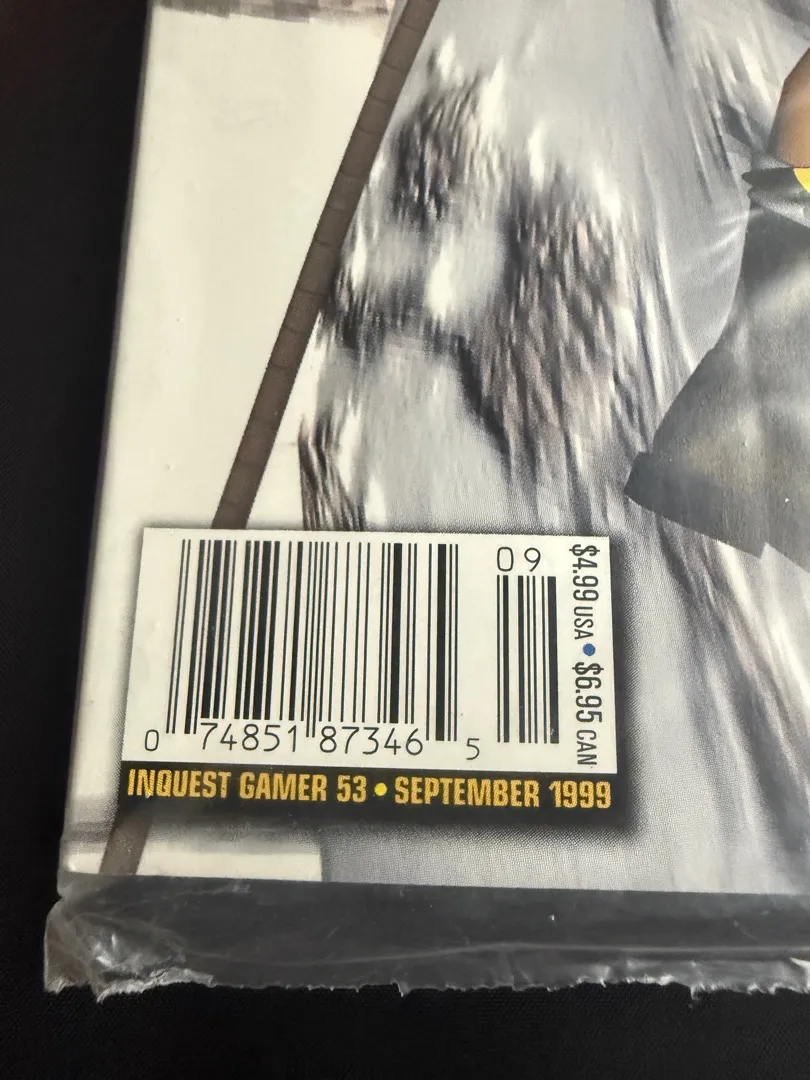 09
0 74851 87346 5
$4.99 USA • $6.95 CAN
INQUEST GAMER 53 • SEPTEMBER 1999